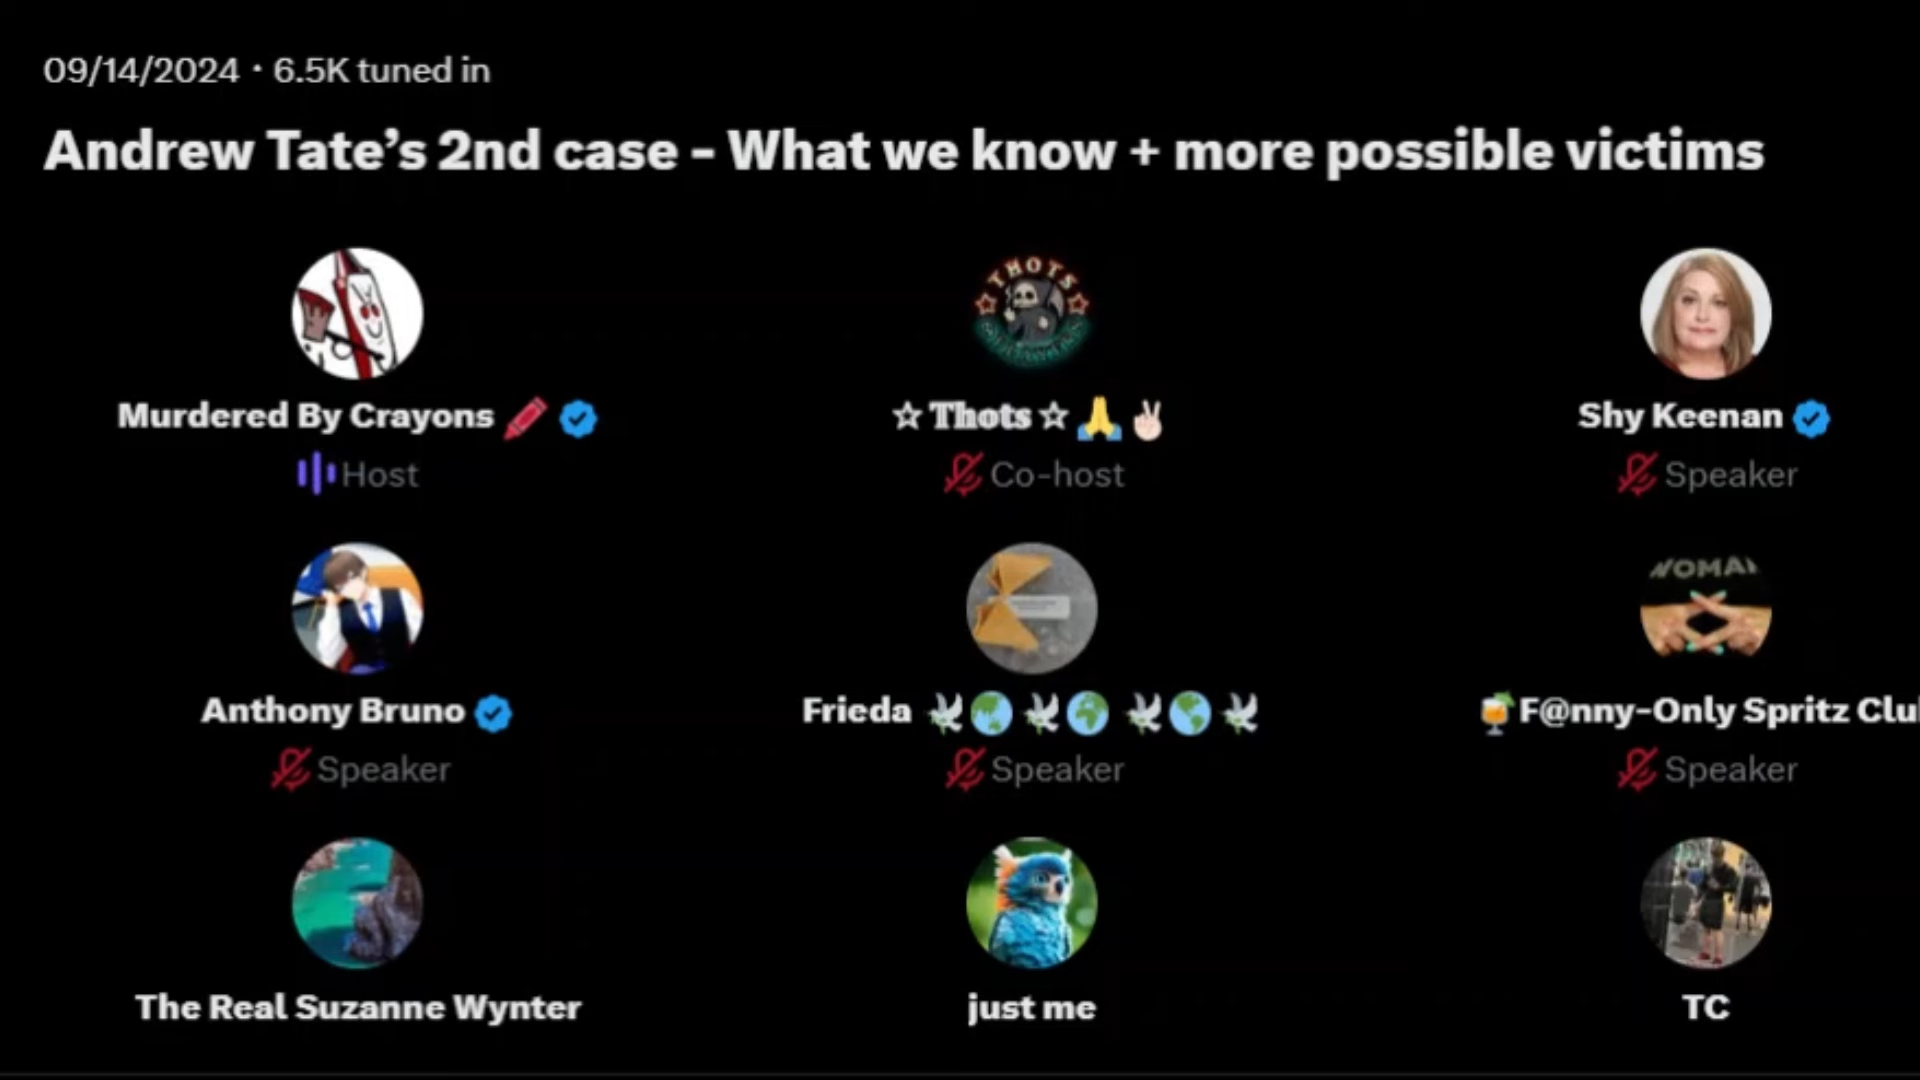 09/14/2024 · 6.5K tuned in
Andrew Tate's 2nd case - What we know + more possible victims
THOTS
Murdered By Crayons
☆ Thots ☆ 🙏 ✌🏻
Shy Keenan
Host
Co-host
Speaker
WOMAN
Anthony Bruno
Frieda 🕊🌏🕊🌍🕊🌎🕊
🍹F@nny-Only Spritz Clu
Speaker
Speaker
Speaker
The Real Suzanne Wynter
just me
TC